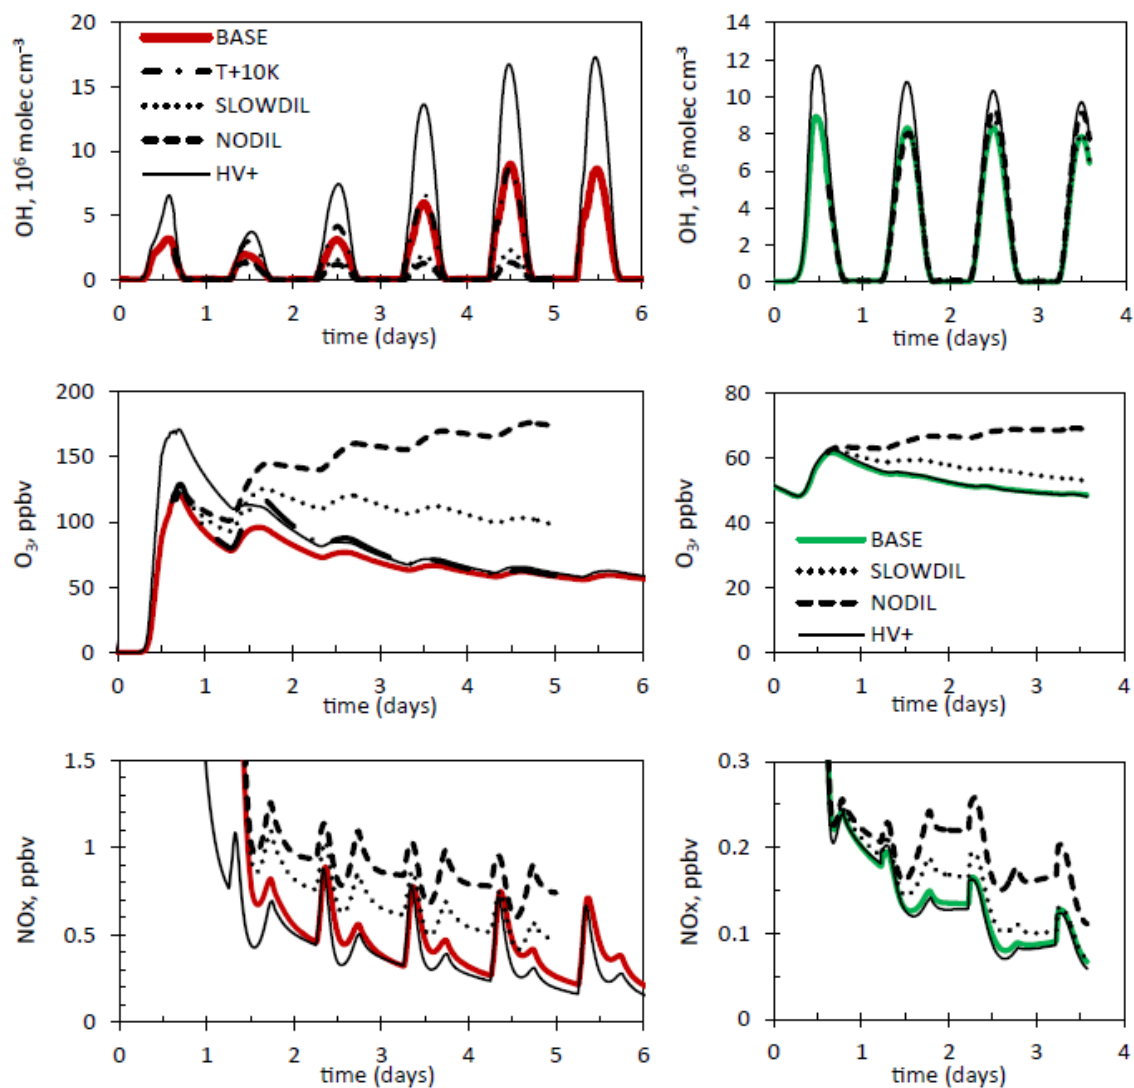 OH, 10⁶ molec cm⁻³
20
15
10
5
0
BASE
T+10K
SLOWDIL
NODIL
HV+
0 1 2 3 4 5 6
time (days)
OH, 10⁶ molec cm⁻³
14
12
10
8
6
4
2
0
0 1 2 3 4
time (days)
O₃, ppbv
200
150
100
50
0
0 1 2 3 4 5 6
time (days)
O₃, ppbv
80
60
40
20
0
BASE
SLOWDIL
NODIL
HV+
0 1 2 3 4
time (days)
NOx, ppbv
1.5
1
0.5
0
0 1 2 3 4 5 6
time (days)
NOx, ppbv
0.3
0.2
0.1
0
0 1 2 3 4
time (days)